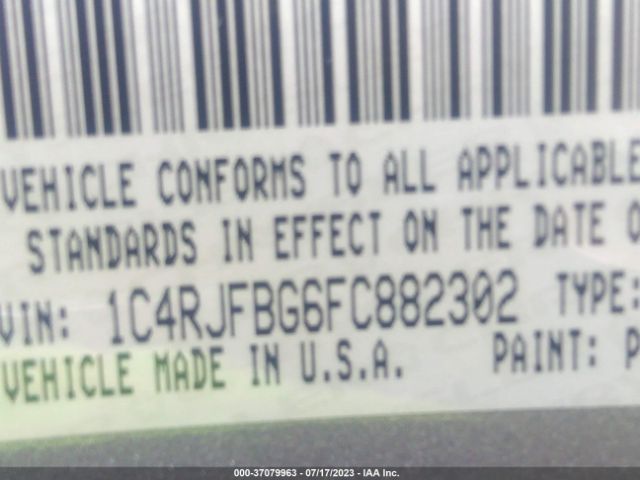 VEHICLE CONFORMS TO ALL APPLICABLE
STANDARDS IN EFFECT ON THE DATE O
VIN: 1C4RJFBG6FC882302 TYPE:
VEHICLE MADE IN U.S.A. PAINT: P
000-37079963 - 07/17/2023 - IAA Inc.